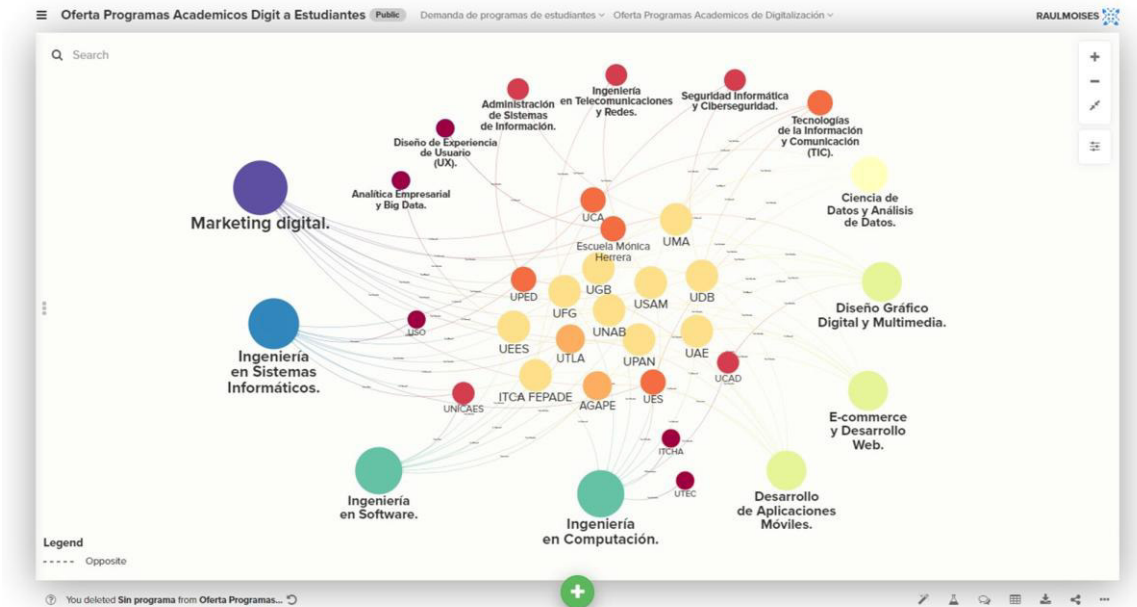 Oferta Programas Academicos Digit a Estudiantes
Public
Demanda de programas de estudiantes
Oferta Programas Academicos de Digitalización
RAULMOISES
Search
Ingeniería
en Telecomunicaciones
y Redes.
Seguridad Informática
y Ciberseguridad.
Administración
de Sistemas
de Información.
Tecnologías
de la Información
y Comunicación
(TIC).
Diseño de Experiencia
de Usuario
(UX).
Analítica Empresarial
y Big Data.
Ciencia de
Datos y Análisis
de Datos.
Marketing digital.
UCA
Escuela Mónica
Herrera
UMA
UPED
UGB
UFG
USAM
UDB
Diseño Gráfico
Digital y Multimedia.
USO
UNAB
UEES
UTLA
UPAN
UAE
Ingeniería
en Sistemas
Informáticos.
UCAD
ITCA FEPADE
UNICAES
AGAPE
UES
E-commerce
y Desarrollo
Web.
ITCHA
UTEC
Ingeniería
en Software.
Desarrollo
de Aplicaciones
Móviles.
Ingeniería
en Computación.
Legend
Opposite
You deleted Sin programa from Oferta Programas...